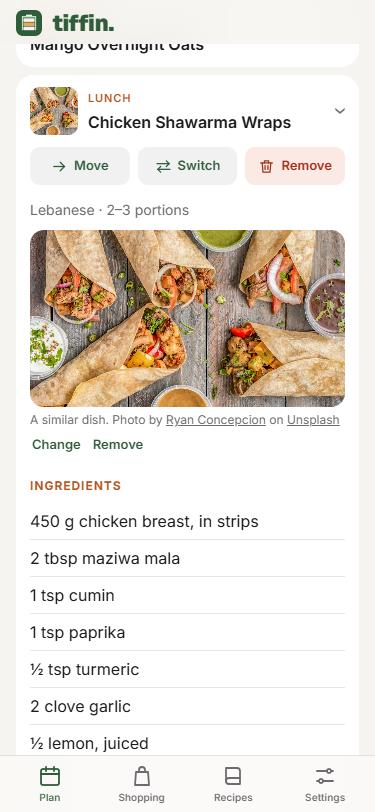 tiffin.
Mango Overnight Oats
LUNCH
Chicken Shawarma Wraps
Move
Switch
Remove
Lebanese · 2–3 portions
A similar dish. Photo by Ryan Concepcion on Unsplash
Change Remove
INGREDIENTS
450 g chicken breast, in strips
2 tbsp maziwa mala
1 tsp cumin
1 tsp paprika
½ tsp turmeric
2 clove garlic
½ lemon, juiced
Plan
Shopping
Recipes
Settings